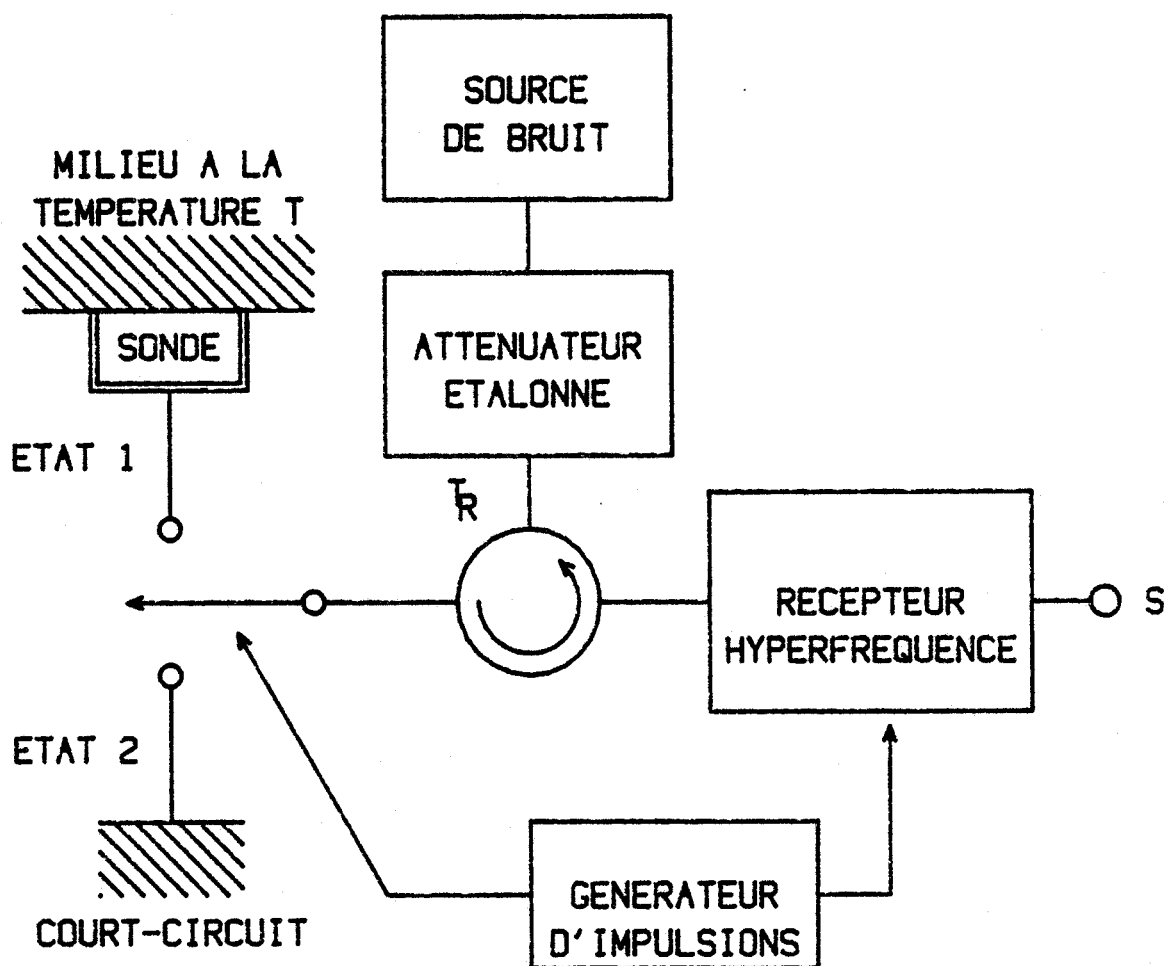 SOURCE
DE BRUIT
MILIEU A LA
TEMPERATURE T
SONDE
ATTENUATEUR
ETALONNE
ETAT 1
TR
RECEPTEUR
HYPERFREQUENCE
S
ETAT 2
GENERATEUR
D'IMPULSIONS
COURT-CIRCUIT